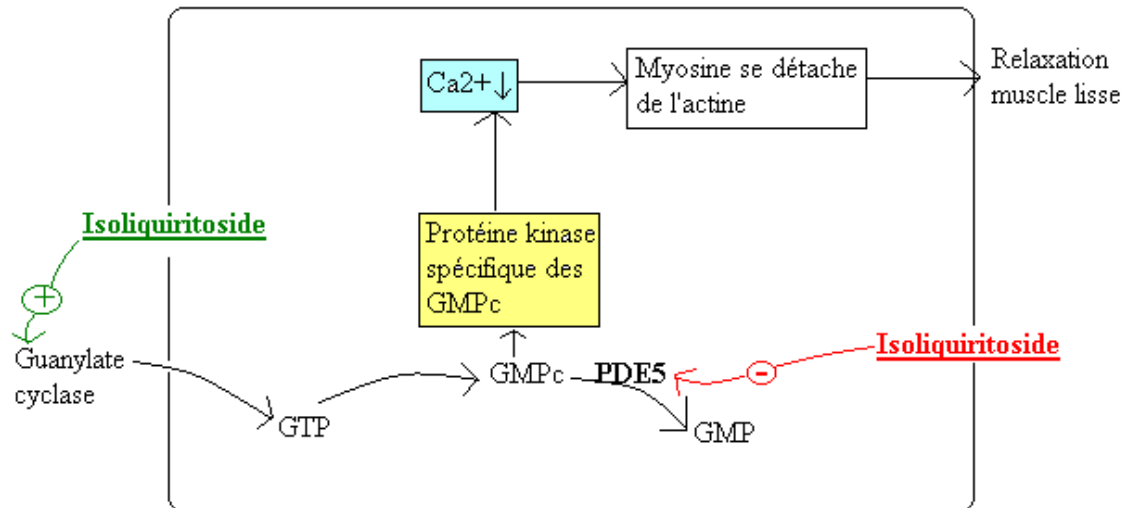 Ca2+↓
Myosine se détache
de l'actine
Relaxation
muscle lisse
Isoliquiritoside
+
Protéine kinase
spécifique des
GMPc
Guanylate
cyclase
GTP
GMPc
PDE5
GMP
-
Isoliquiritoside